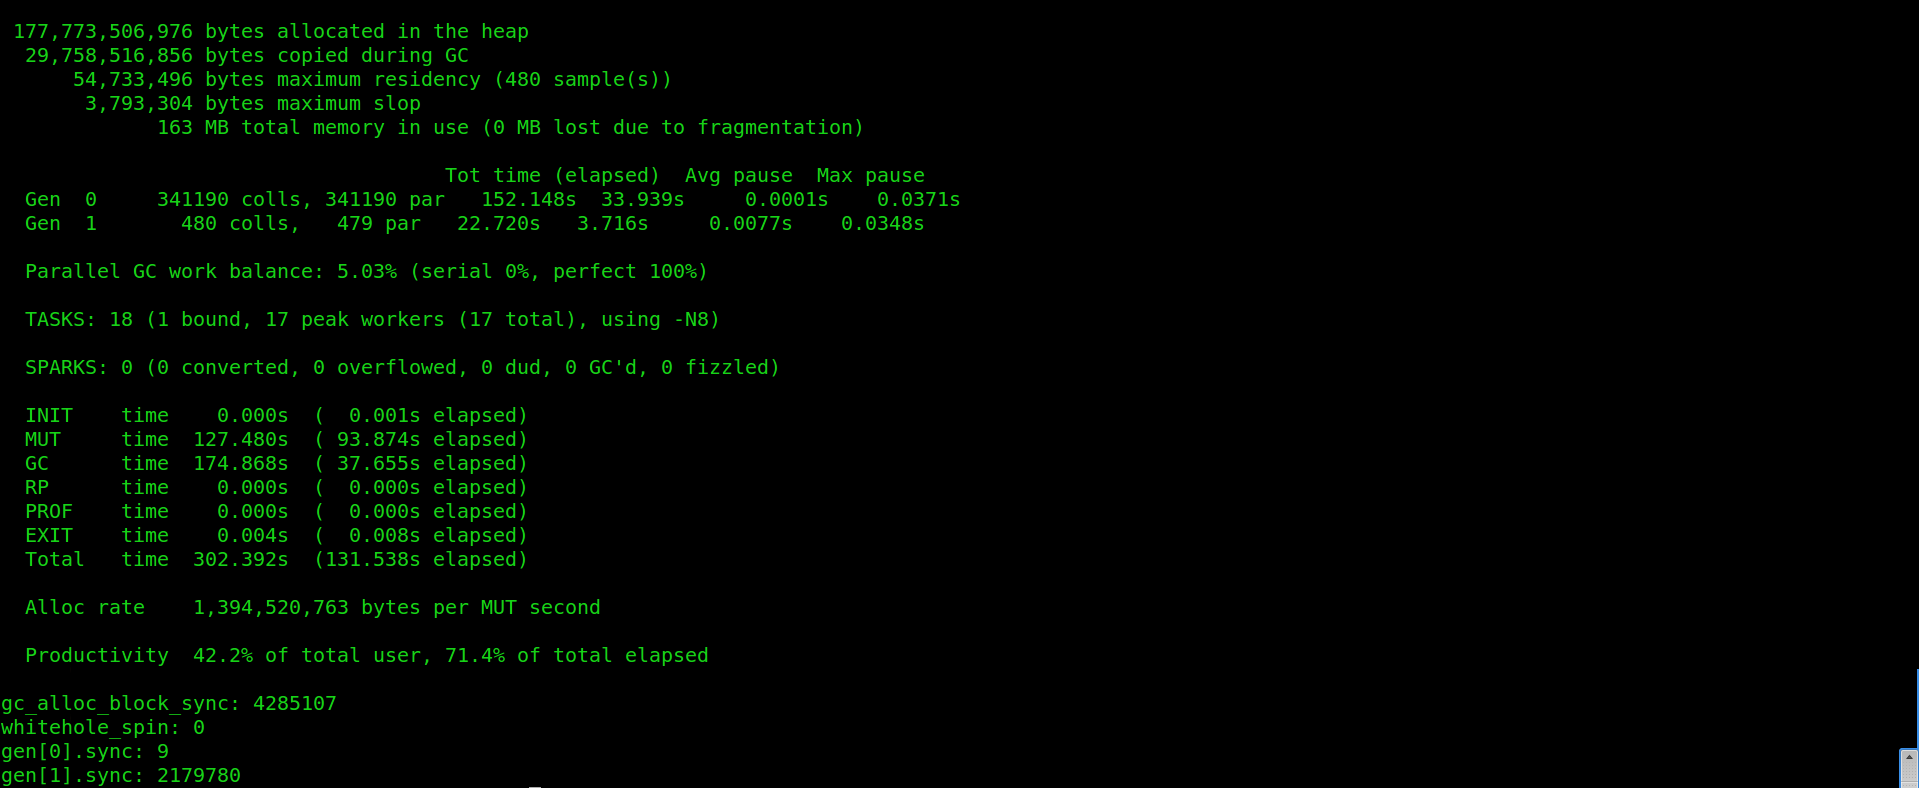 177,773,506,976 bytes allocated in the heap
29,758,516,856 bytes copied during GC
54,733,496 bytes maximum residency (480 sample(s))
3,793,304 bytes maximum slop
163 MB total memory in use (0 MB lost due to fragmentation)
Tot time (elapsed)  Avg pause  Max pause
Gen  0     341190 colls, 341190 par   152.148s  33.939s     0.0001s    0.0371s
Gen  1       480 colls,   479 par   22.720s   3.716s     0.0077s    0.0348s
Parallel GC work balance: 5.03% (serial 0%, perfect 100%)
TASKS: 18 (1 bound, 17 peak workers (17 total), using -N8)
SPARKS: 0 (0 converted, 0 overflowed, 0 dud, 0 GC'd, 0 fizzled)
INIT    time    0.000s  (  0.001s elapsed)
MUT     time  127.480s  ( 93.874s elapsed)
GC      time  174.868s  ( 37.655s elapsed)
RP      time    0.000s  (  0.000s elapsed)
PROF    time    0.000s  (  0.000s elapsed)
EXIT    time    0.004s  (  0.008s elapsed)
Total   time  302.392s  (131.538s elapsed)
Alloc rate    1,394,520,763 bytes per MUT second
Productivity  42.2% of total user, 71.4% of total elapsed
gc_alloc_block_sync: 4285107
whitehole_spin: 0
gen[0].sync: 9
gen[1].sync: 2179780